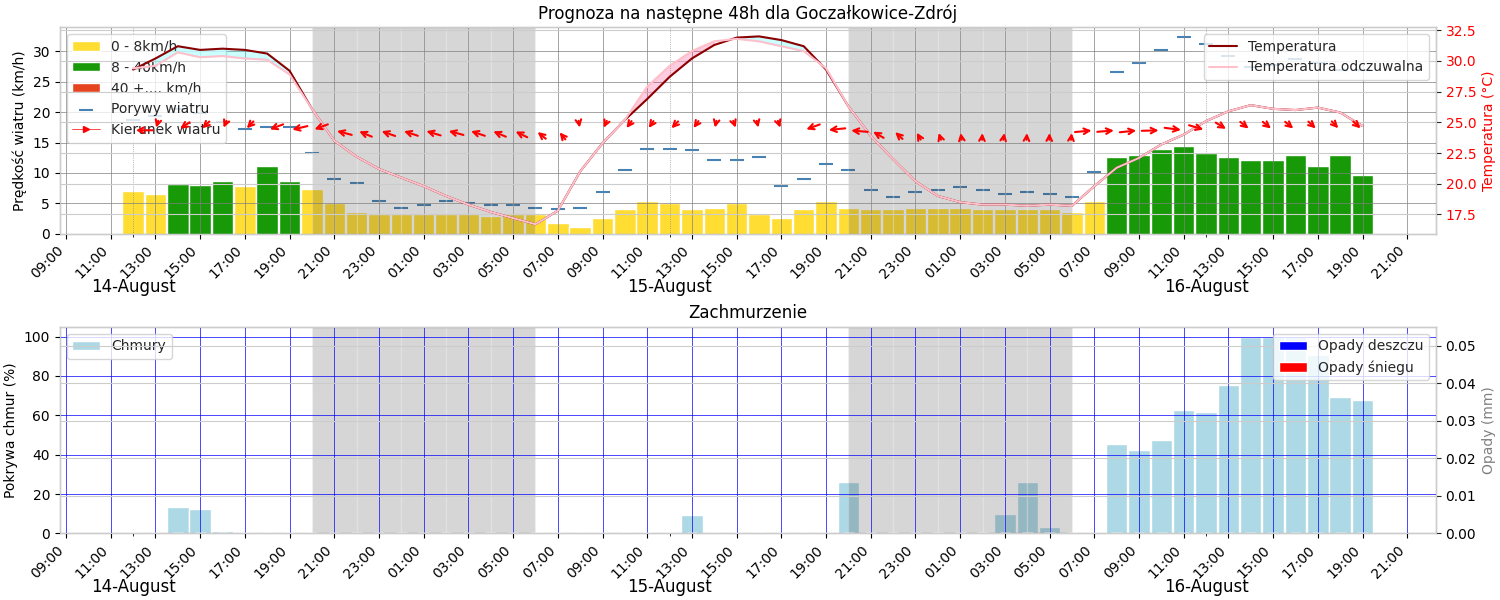 Prognoza na następne 48h dla Goczałkowice-Zdrój
Prędkość wiatru (km/h)
30
25
20
15
10
5
0
0 - 8km/h
8 - 40km/h
40 +.... km/h
Porywy wiatru
Kierunek wiatru
Temperatura
Temperatura odczuwalna
32.5
30.0
27.5
25.0
22.5
20.0
17.5
Temperatura (°C)
09:00 11:00 13:00 15:00 17:00 19:00 21:00 23:00 01:00 03:00 05:00 07:00 09:00 11:00 13:00 15:00 17:00 19:00 21:00 23:00 01:00 03:00 05:00 07:00 09:00 11:00 13:00 15:00 17:00 19:00 21:00
14-August 15-August 16-August
Zachmurzenie
Pokrywa chmur (%)
100
80
60
40
20
0
Chmury
Opady deszczu
Opady śniegu
0.05
0.04
0.03
0.02
0.01
0.00
Opady (mm)
09:00 11:00 13:00 15:00 17:00 19:00 21:00 23:00 01:00 03:00 05:00 07:00 09:00 11:00 13:00 15:00 17:00 19:00 21:00 23:00 01:00 03:00 05:00 07:00 09:00 11:00 13:00 15:00 17:00 19:00 21:00
14-August 15-August 16-August